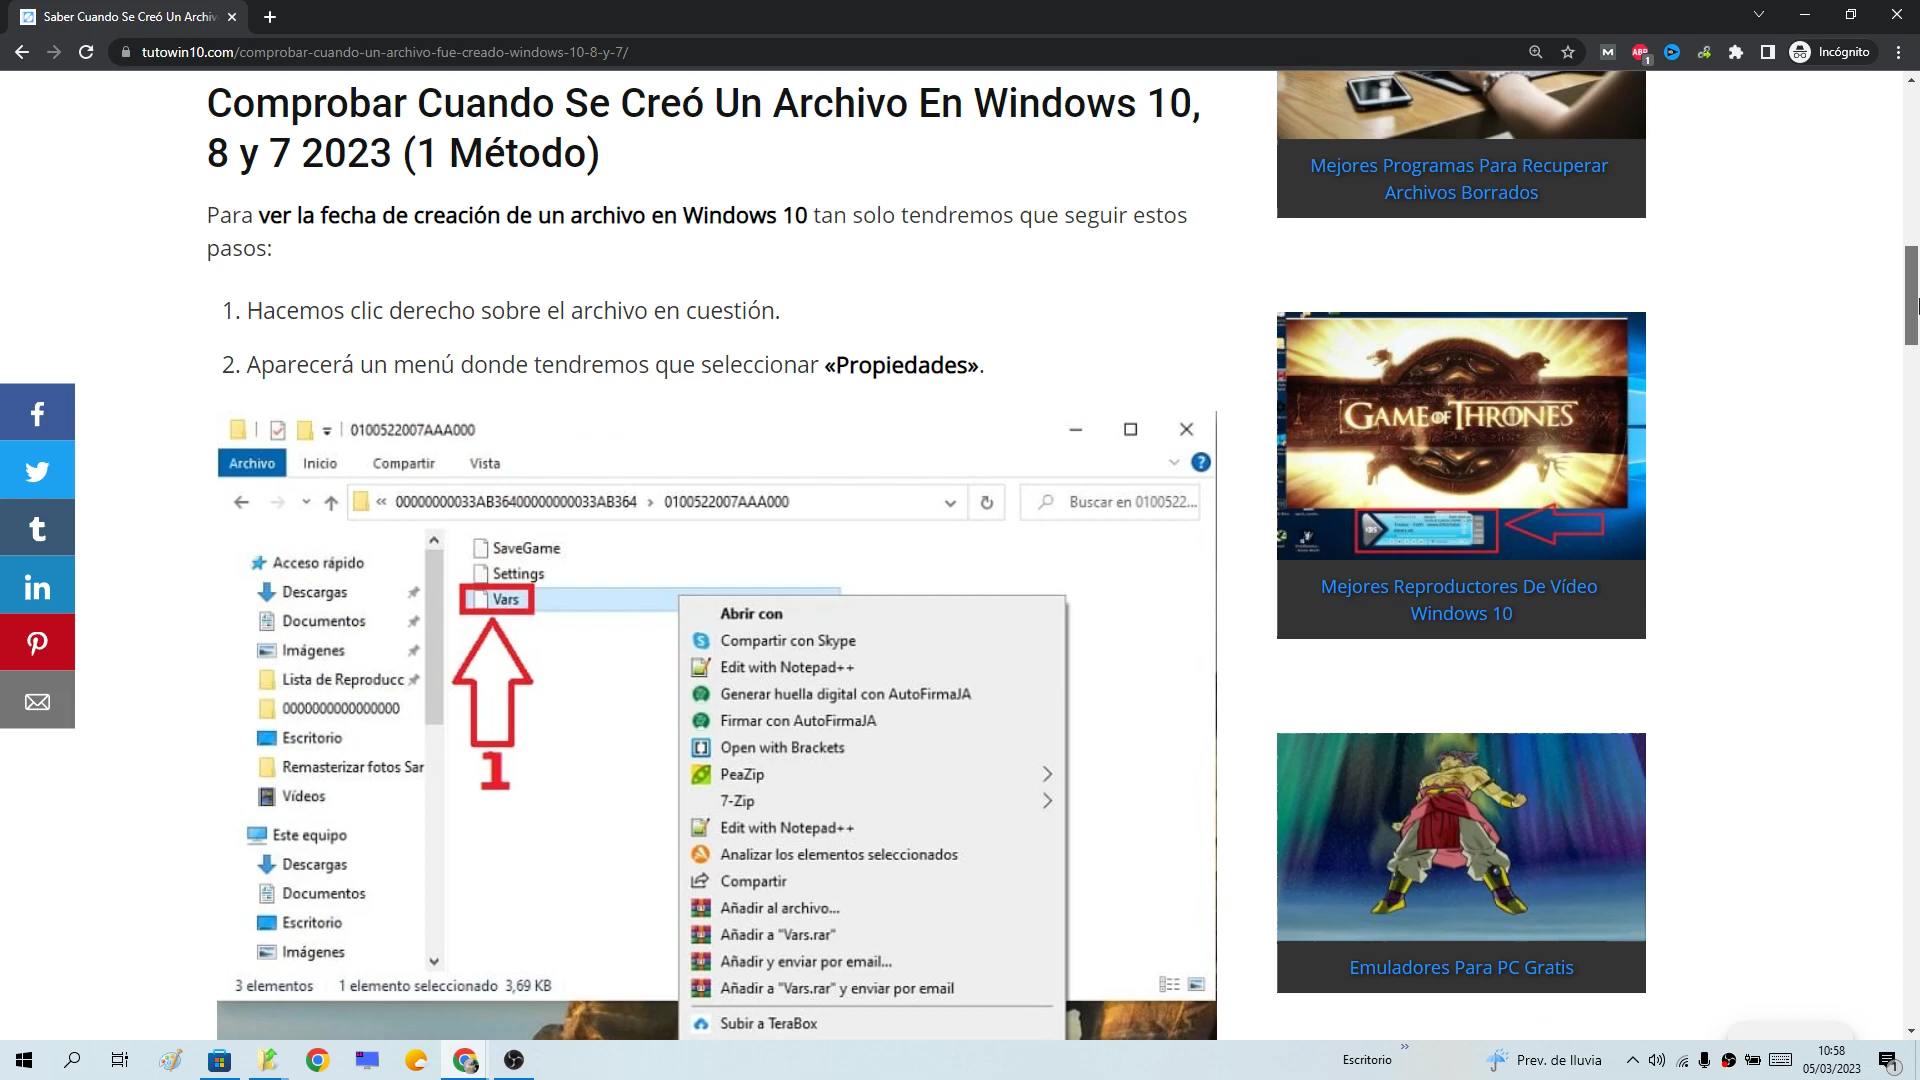 Saber Cuando Se Creó Un Archiv
tutowin10.com/comprobar-cuando-un-archivo-fue-creado-windows-10-8-y-7/
ABP
1
Incógnito
Comprobar Cuando Se Creó Un Archivo En Windows 10,
8 y 7 2023 (1 Método)
Para ver la fecha de creación de un archivo en Windows 10 tan solo tendremos que seguir estos
pasos:
1. Hacemos clic derecho sobre el archivo en cuestión.
2. Aparecerá un menú donde tendremos que seleccionar «Propiedades».
0100522007AAA000
Archivo
Inicio
Compartir
Vista
00000000033AB36400000000033AB364
0100522007AAA000
Buscar en 0100522...
Acceso rápido
Descargas
Documentos
Imágenes
Lista de Reproducc
0000000000000000
Escritorio
Remasterizar fotos Sar
Vídeos
Este equipo
Descargas
Documentos
Escritorio
Imágenes
SaveGame
Settings
Vars
1
Abrir con
Compartir con Skype
Edit with Notepad++
Generar huella digital con AutoFirmaJA
Firmar con AutoFirmaJA
Open with Brackets
PeaZip
7-Zip
Edit with Notepad++
Analizar los elementos seleccionados
Compartir
Añadir al archivo...
Añadir a "Vars.rar"
Añadir y enviar por email...
Añadir a "Vars.rar" y enviar por email
Subir a TeraBox
3 elementos
1 elemento seleccionado 3,69 KB
Mejores Programas Para Recuperar
Archivos Borrados
GAME OF THRONES
Mejores Reproductores De Vídeo
Windows 10
Emuladores Para PC Gratis
Escritorio
Prev. de lluvia
10:58
05/03/2023
1